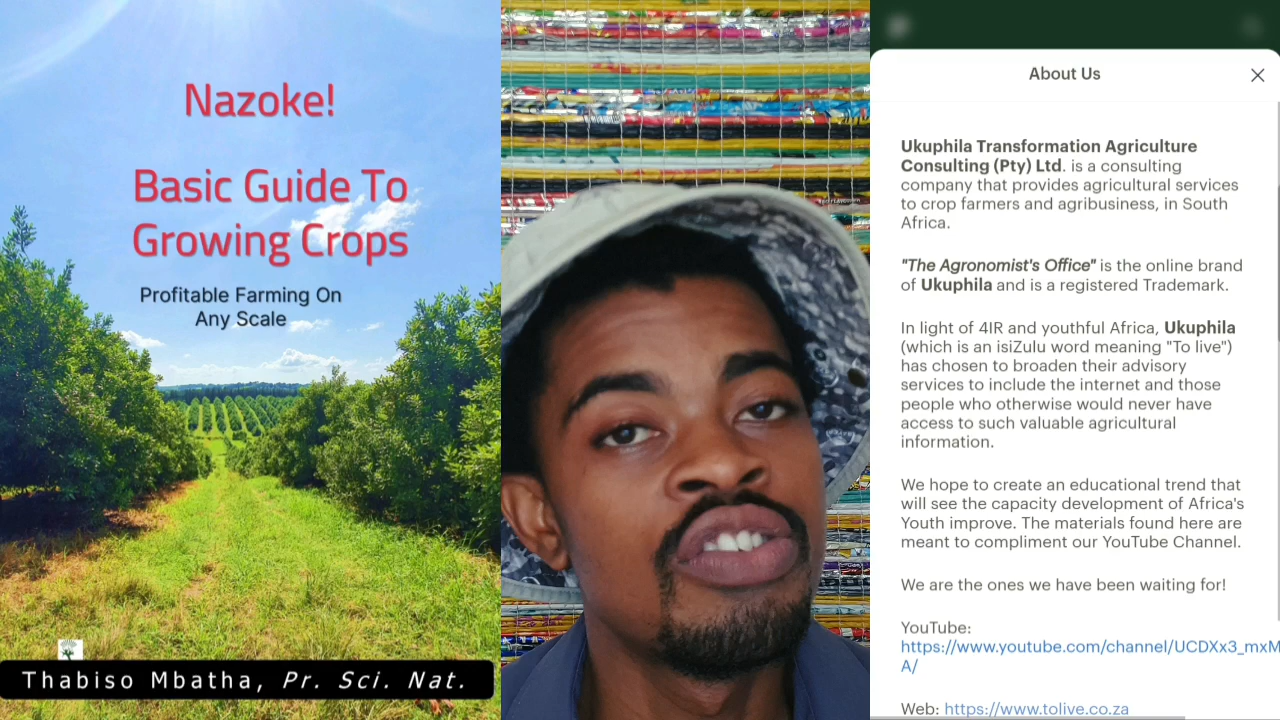 Nazoke!
Basic Guide To
Growing Crops
Profitable Farming On
Any Scale
Thabiso Mbatha, Pr. Sci. Nat.
About Us
Ukuphila Transformation Agriculture
Consulting (Pty) Ltd. is a consulting
company that provides agricultural services
to crop farmers and agribusiness, in South
Africa.
"The Agronomist's Office" is the online brand
of Ukuphila and is a registered Trademark.
In light of 4IR and youthful Africa, Ukuphila
(which is an isiZulu word meaning "To live")
has chosen to broaden their advisory
services to include the internet and those
people who otherwise would never have
access to such valuable agricultural
information.
We hope to create an educational trend that
will see the capacity development of Africa's
Youth improve. The materials found here are
meant to compliment our YouTube Channel.
We are the ones we have been waiting for!
YouTube:
https://www.youtube.com/channel/UCDXx3_mxM
A/
Web: https://www.tolive.co.za